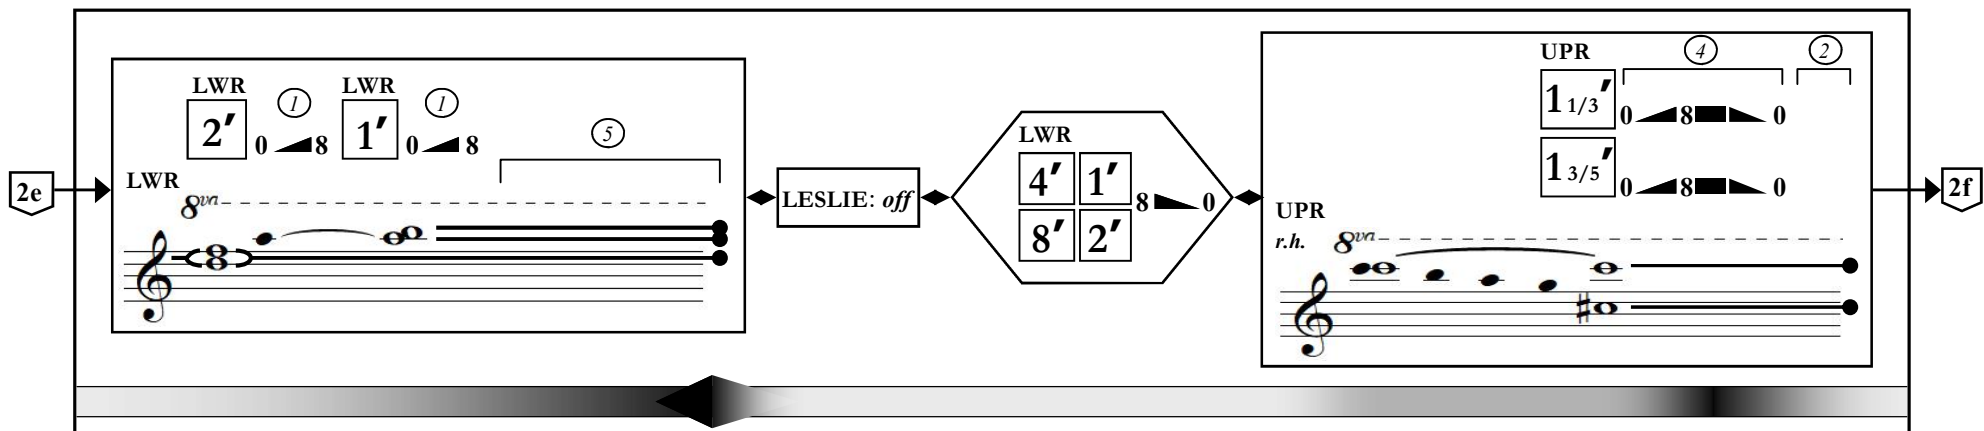 2e
LWR
2′
0 8
①
LWR
1′
0 8
①
⑤
LWR
8va
LESLIE: off
LWR
4′ 1′
8′ 2′
8 0
UPR
1 1/3′
0 8 0
④
②
1 3/5′
0 8 0
UPR
r.h.
8va
2f